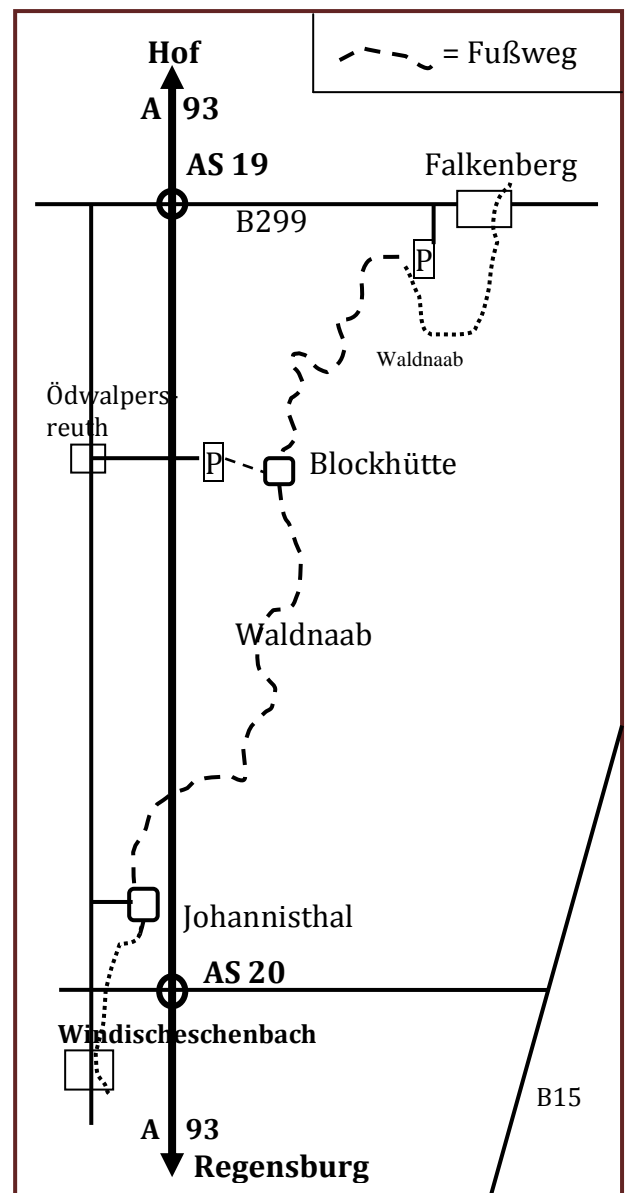 Hof
= Fußweg
A 93
AS 19
Falkenberg
B299
P
Waldnaab
Ödwalpers-
reuth
P
Blockhütte
Waldnaab
Johannisthal
AS 20
Windischeschenbach
B15
A 93
Regensburg